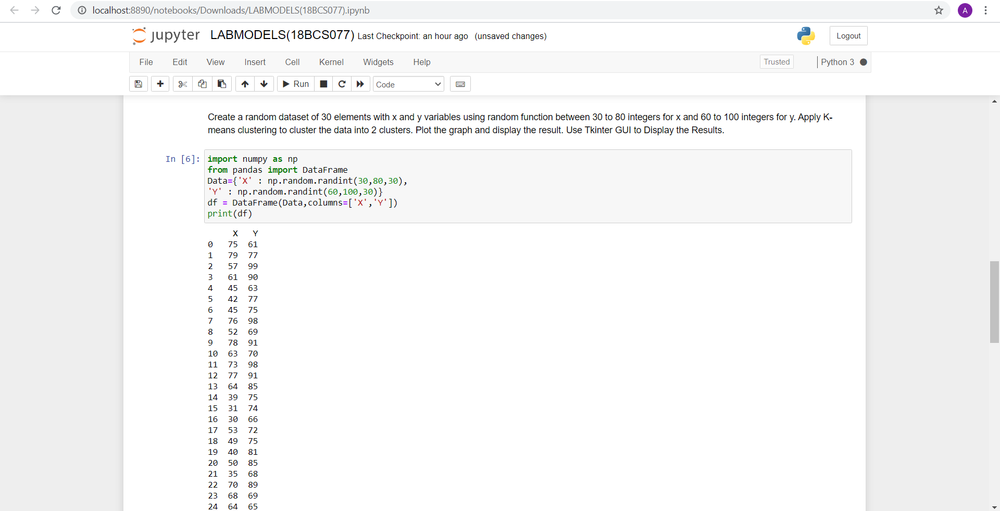 localhost:8890/notebooks/Downloads/LABMODELS(18BCS077).ipynb
A
jupyter LABMODELS(18BCS077) Last Checkpoint: an hour ago (unsaved changes)
Logout
File Edit View Insert Cell Kernel Widgets Help
Trusted
Python 3
Run
Code
Create a random dataset of 30 elements with x and y variables using random function between 30 to 80 integers for x and 60 to 100 integers for y. Apply K-
means clustering to cluster the data into 2 clusters. Plot the graph and display the result. Use Tkinter GUI to Display the Results.
In [6]:
import numpy as np
from pandas import DataFrame
Data={'X' : np.random.randint(30,80,30),
'Y' : np.random.randint(60,100,30)}
df = DataFrame(Data,columns=['X','Y'])
print(df)
X Y
0 75 61
1 79 77
2 57 99
3 61 90
4 45 63
5 42 77
6 45 75
7 76 98
8 52 69
9 78 91
10 63 70
11 73 98
12 77 91
13 64 85
14 39 75
15 31 74
16 30 66
17 53 72
18 49 75
19 40 81
20 50 85
21 35 68
22 70 89
23 68 69
24 64 65